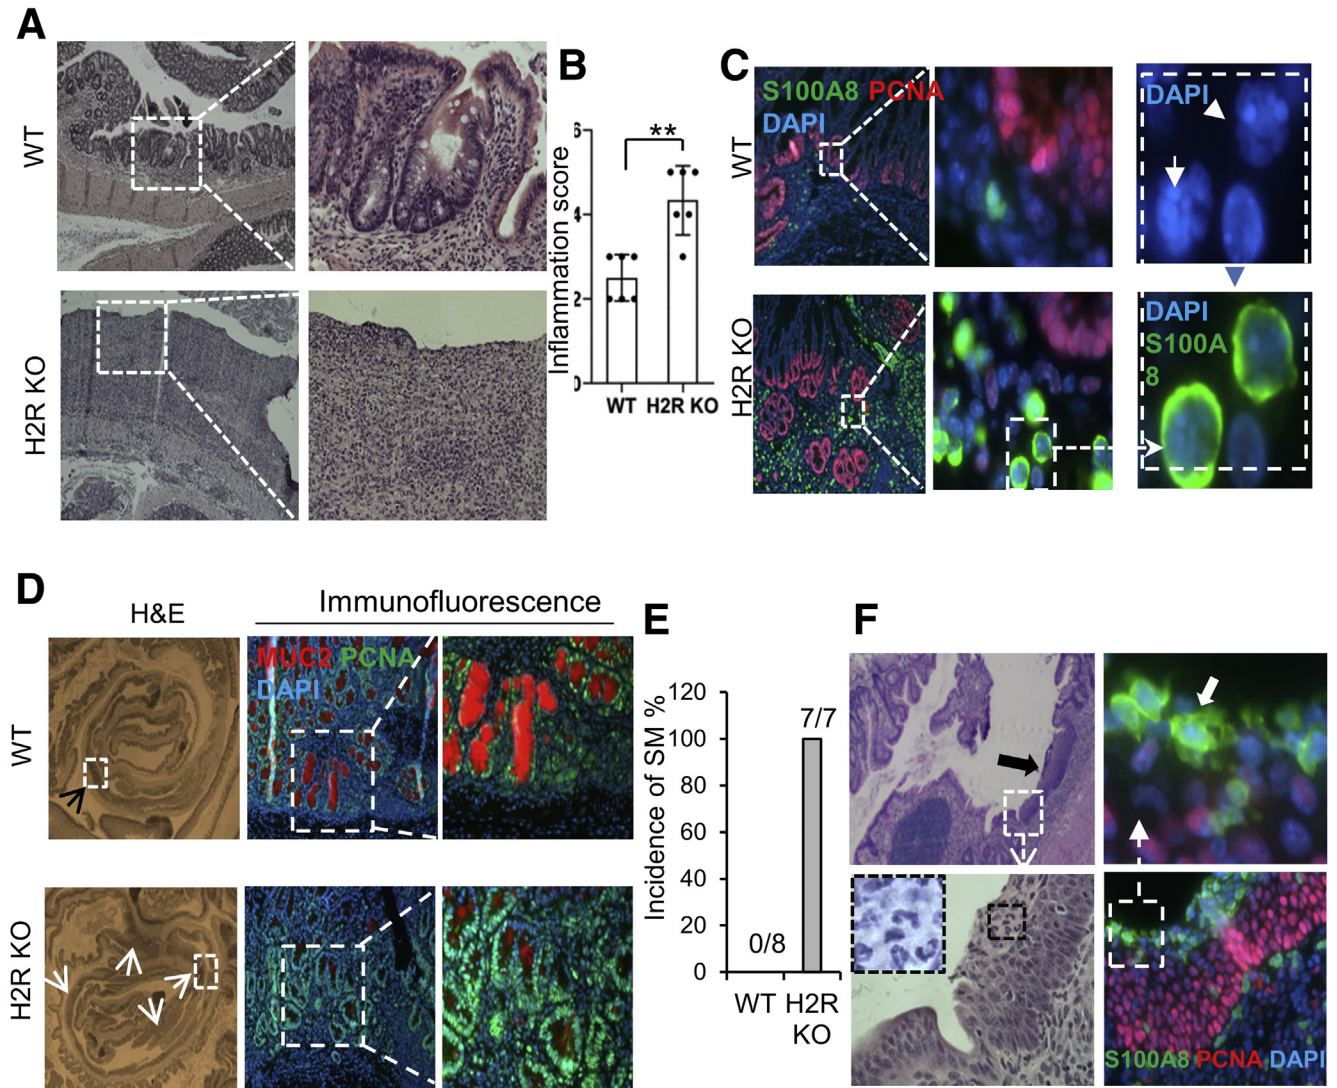 A
WT
H2R KO
B
Inflammation score
6
4
2
0
**
WT H2R KO
C
WT
H2R KO
S100A8 PCNA
DAPI
DAPI
DAPI
S100A
8
D
H&E
Immunofluorescence
WT
MUC2 PCNA
DAPI
H2R KO
E
Incidence of SM %
120
100
80
60
40
20
0
0/8
7/7
WT H2R
KO
F
S100A8 PCNA DAPI